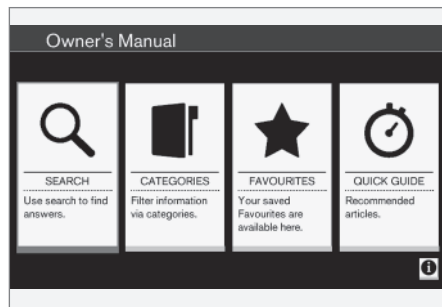 Owner's Manual
SEARCH
Use search to find
answers.
CATEGORIES
Filter information
via categories.
FAVOURITES
Your saved
Favourites are
available here.
QUICK GUIDE
Recommended
articles.